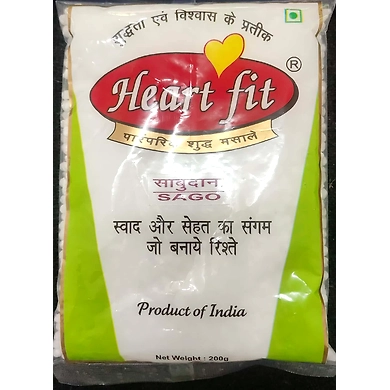 शुद्धता एवं विश्वास के प्रतीक
Heart fit ®
पारंपरिक शुद्ध मसाले
साबुदाना
SAGO
स्वाद और सेहत का संगम
जो बनाये रिश्ते
Product of India
Net Weight : 200g